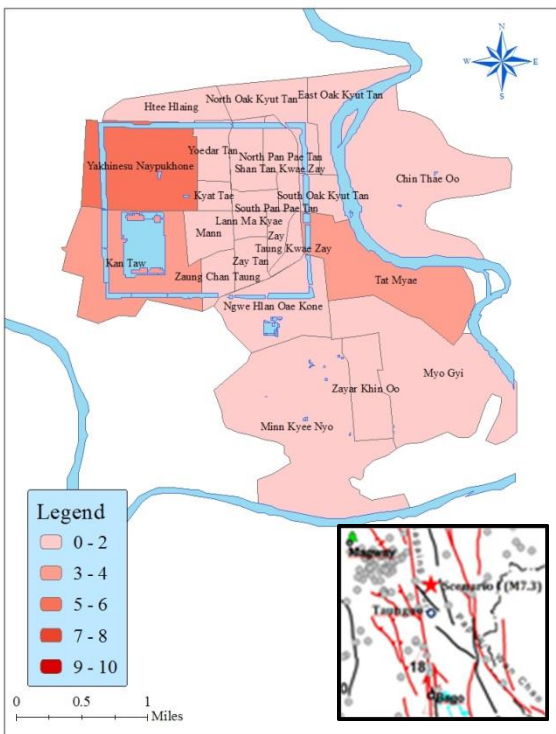 N
W E
S
Htee Hlaing
North Oak Kyut Tan
East Oak Kyut Tan
Yoedar Tan
Yakhinesu Naypukhone
North Pan Pae Tan
Shan Tan Kwae Zay
Chin Thae Oo
Kyat Tae
South Oak Kyut Tan
South Pan Pae Tan
Lann Ma Kyae
Mann
Zay
Taung Kwae Zay
Kan Taw
Zay Tan
Zaung Chan Taung
Tat Myae
Ngwe Hlan Oae Kone
Myo Gyi
Zayar Khin Oo
Minn Kyee Nyo
Legend
0 - 2
3 - 4
5 - 6
7 - 8
9 - 10
0 0.5 1
Miles
Magway
Scenario I (M7.3)
Taungoo
18
Bago